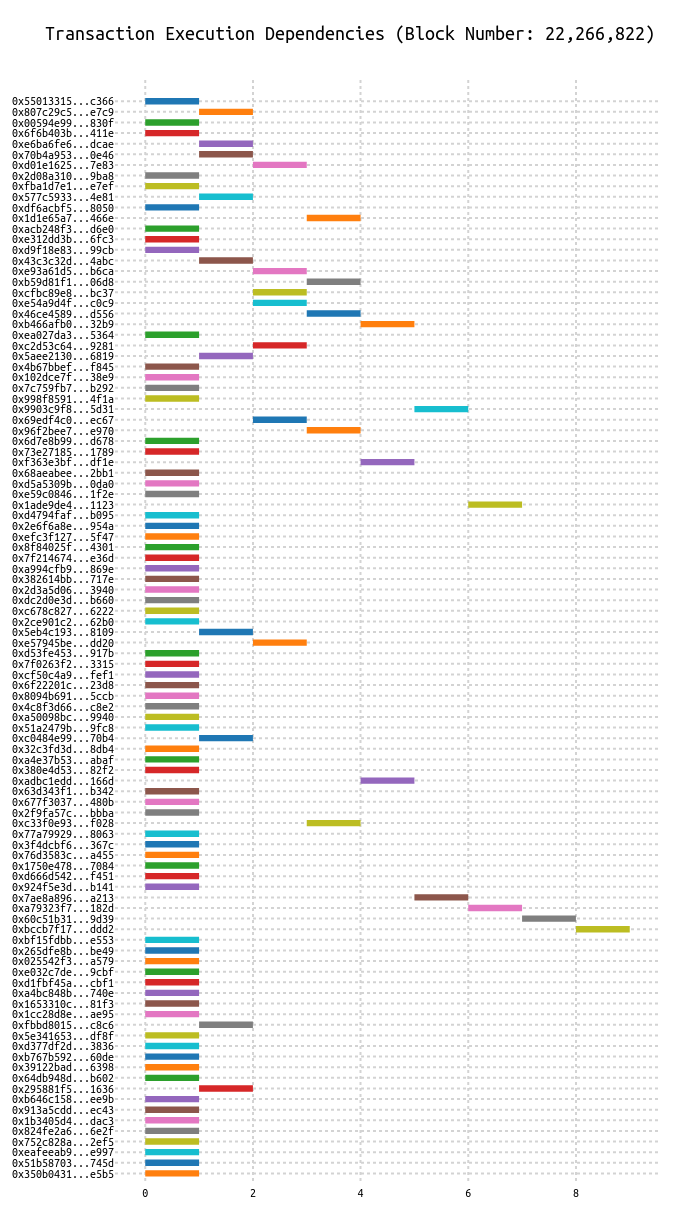 Transaction Execution Dependencies (Block Number: 22,266,822)
0x55013315...c366
0x807c29c5...e7c9
0x00594e99...830f
0x6f6b403b...411e
0xe6ba6fe6...dcae
0x70b4a953...0e46
0xd01e1625...7e83
0x2d08a310...9ba8
0xfba1d7e1...e7ef
0x577c5933...4e81
0xdf6acbf5...8050
0x1d1e65a7...466e
0xacb248f3...d6e0
0xe312dd3b...6fc3
0xd9f18e83...99cb
0x43c3c32d...4abc
0xe93a61d5...b6ca
0xb59d81f1...06d8
0xcfbc89e8...bc37
0xe54a9d4f...c0c9
0x46ce4589...d556
0xb466afb0...32b9
0xea027da3...5364
0xc2d53c64...9281
0x5aee2130...6819
0x4b67bbef...f845
0x102dce7f...38e9
0x7c759fb7...b292
0x998f8591...4f1a
0x9903c9f8...5d31
0x69edf4c0...ec67
0x96f2bee7...e970
0x6d7e8b99...d678
0x73e27185...1789
0xf363e3bf...df1e
0x68aeabee...2bb1
0xd5a5309b...0da0
0xe59c0846...1f2e
0x1ade9de4...1123
0xd4794faf...b095
0x2e6f6a8e...954a
0xefc3f127...5f47
0x8f84025f...4301
0x7f214674...e36d
0xa994cfb9...869e
0x382614bb...717e
0x2d3a5d06...3940
0xdc2d0e3d...b660
0xc678c827...6222
0x2ce901c2...62b0
0x5eb4c193...8109
0xe57945be...dd20
0xd53fe453...917b
0x7f0263f2...3315
0xcf50c4a9...fef1
0x6f22201c...23d8
0x8094b691...5ccb
0x4c8f3d66...c8e2
0xa50098bc...9940
0x51a2479b...9fc8
0xc0484e99...70b4
0x32c3fd3d...8db4
0xa4e37b53...abaf
0x380e4d53...82f2
0xadbc1edd...166d
0x63d343f1...b342
0x677f3037...480b
0x2f9fa57c...bbba
0xc33f0e93...f028
0x77a79929...8063
0x3f4dcbf6...367c
0x76d3583c...a455
0x1750e478...7084
0xd666d542...f451
0x924f5e3d...b141
0x7ae8a896...a213
0xa79323f7...182d
0x60c51b31...9d39
0xbccb7f17...ddd2
0xbf15fdbb...e553
0x265dfe8b...be49
0x025542f3...a579
0xe032c7de...9cbf
0xd1fbf45a...cbf1
0xa4bc848b...740e
0x1653310c...81f3
0x1cc28d8e...ae95
0xfbbd8015...c8c6
0x5e341653...df8f
0xd377df2d...3836
0xb767b592...60de
0x39122bad...6398
0x64db948d...b602
0x295881f5...1636
0xb646c158...ee9b
0x913a5cdd...ec43
0x1b3405d4...dac3
0x824fe2a6...6e2f
0x752c828a...2ef5
0xeafeeab9...e997
0x51b58703...745d
0x350b0431...e5b5
0 2 4 6 8